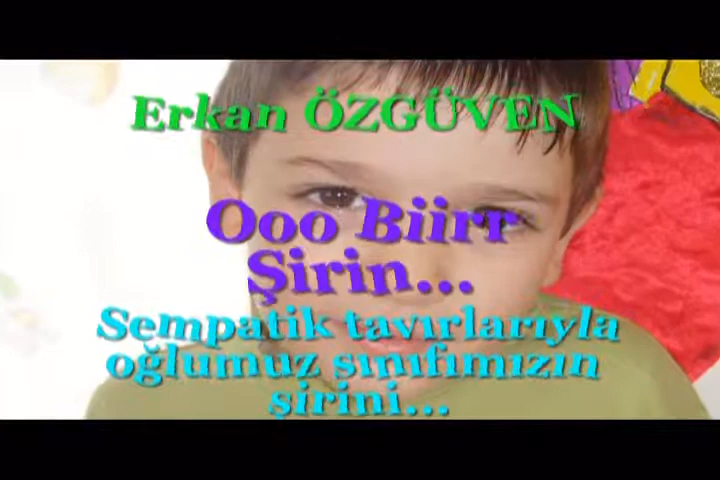 Erkan ÖZGÜVEN
Ooo Biirr
Şirin...
Sempatik tavırlarıyla
oğlumuz sınıfımızın
şirini...